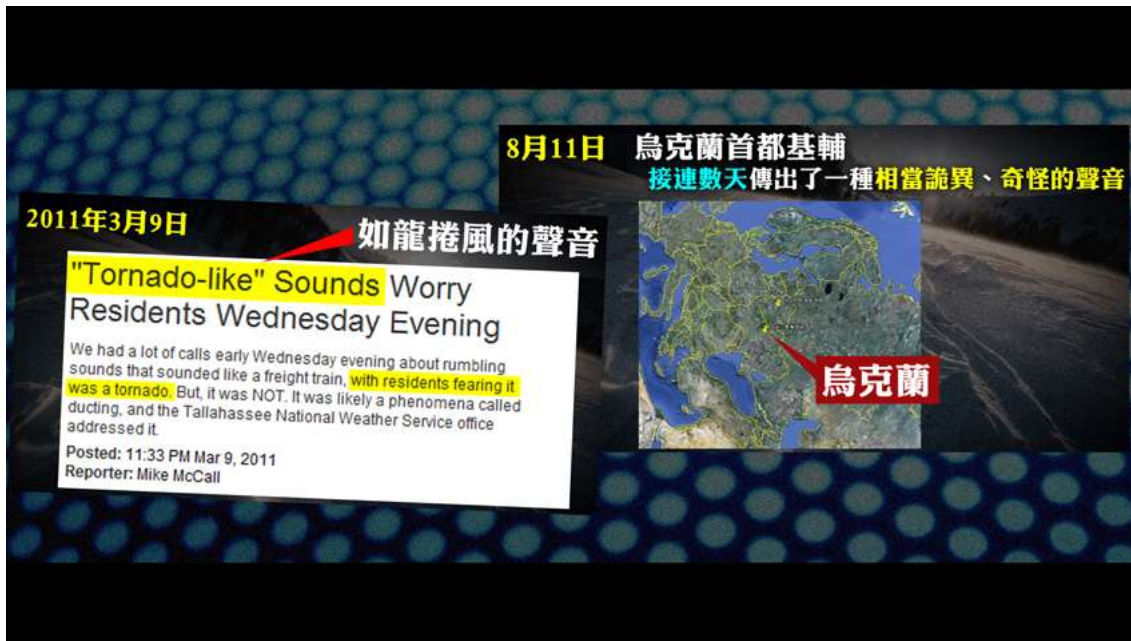 2011年3月9日
如龍捲風的聲音
"Tornado-like" Sounds Worry
Residents Wednesday Evening
We had a lot of calls early Wednesday evening about rumbling
sounds that sounded like a freight train, with residents fearing it
was a tornado. But, it was NOT. It was likely a phenomena called
ducting, and the Tallahassee National Weather Service office
addressed it.
Posted: 11:33 PM Mar 9, 2011
Reporter: Mike McCall
8月11日 烏克蘭首都基輔
接連數天傳出了一種相當詭異、奇怪的聲音
烏克蘭